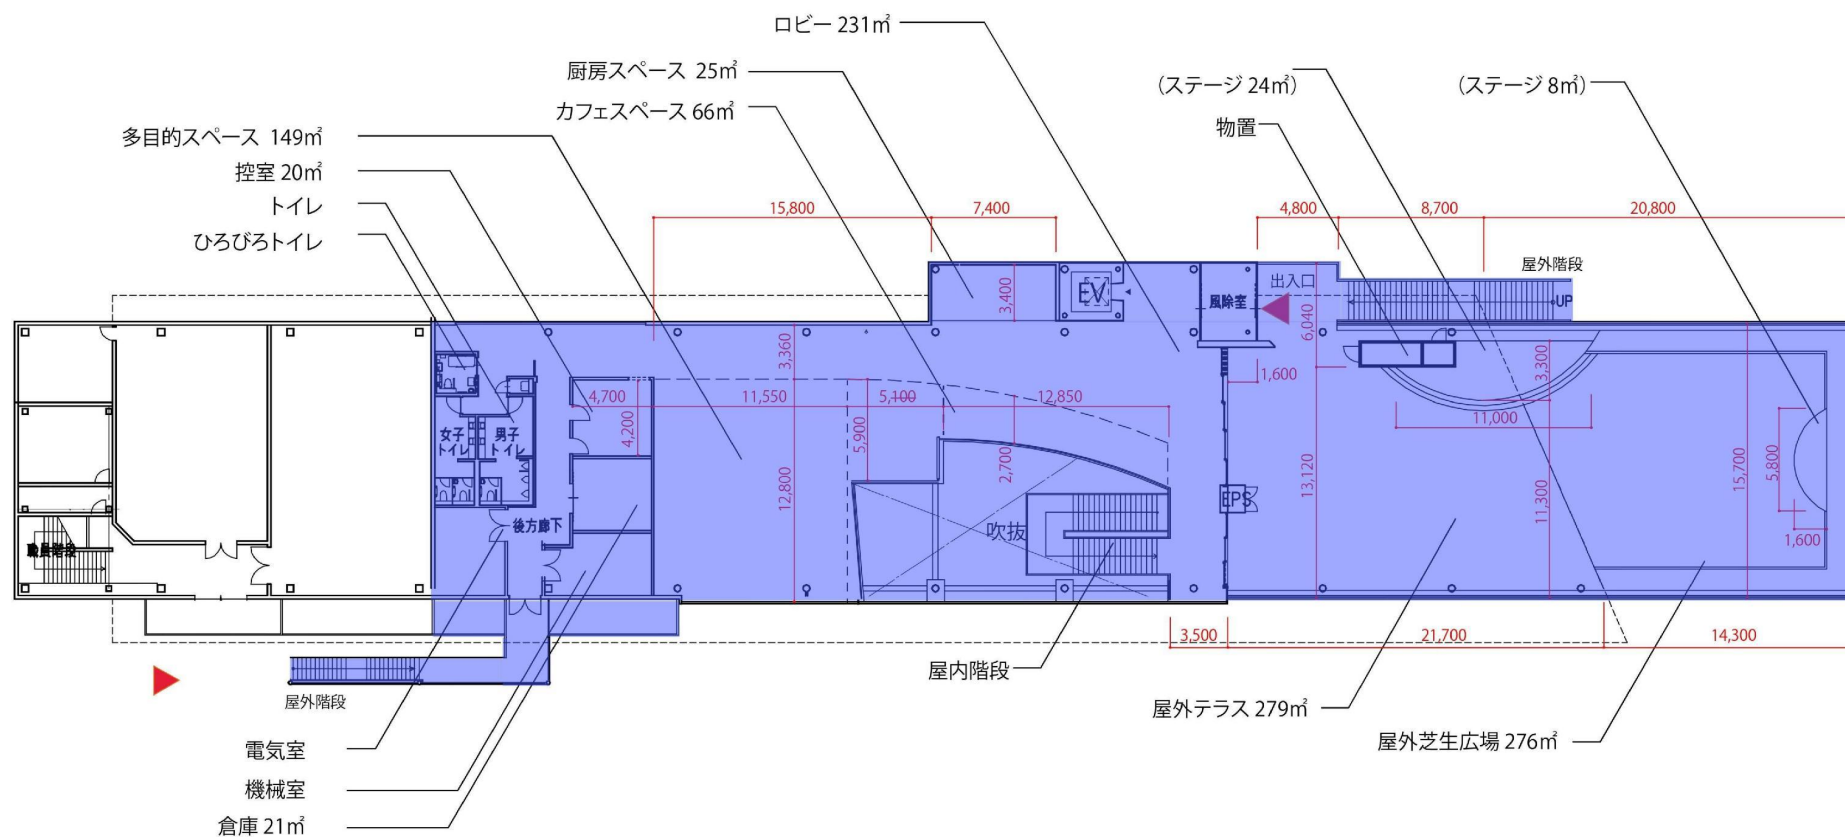 ロビー 231㎡
厨房スペース 25㎡
(ステージ 24㎡)
(ステージ 8㎡)
カフェスペース 66㎡
物置
多目的スペース 149㎡
控室 20㎡
トイレ
ひろびろトイレ
15,800
7,400
4,800
8,700
20,800
屋外階段
出入口
EV
風除室
UP
3,400
6,040
3,360
3,300
1,600
4,700
11,550
5,100
12,850
11,000
4,200
5,900
2,700
女子
トイレ
男子
トイレ
12,800
13,120
11,300
15,700
5,800
EPS
1,600
後方廊下
吹抜
職員階段
3,500
21,700
14,300
屋内階段
屋外階段
屋外テラス 279㎡
屋外芝生広場 276㎡
電気室
機械室
倉庫 21㎡